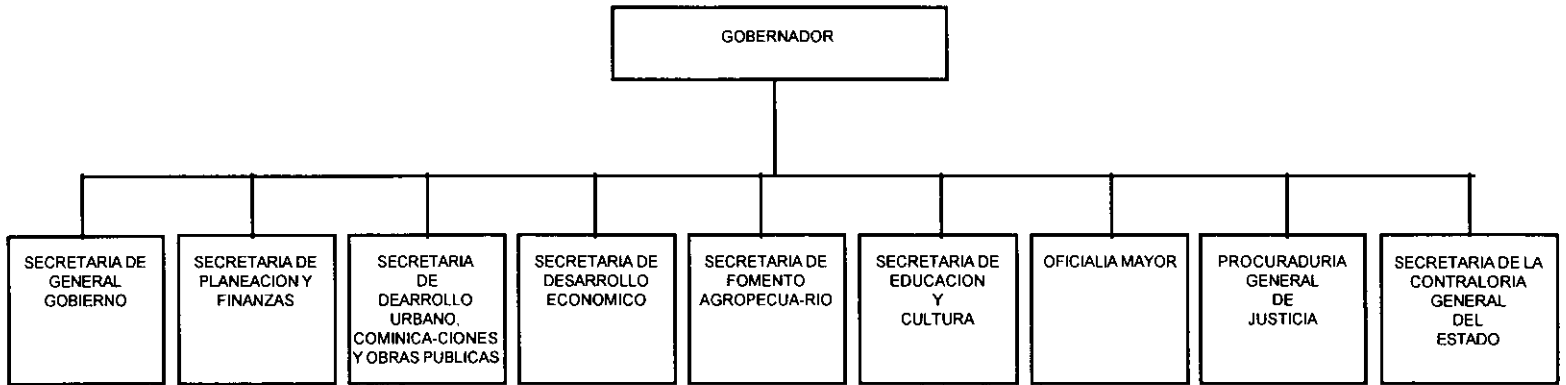 GOBERNADOR
SECRETARIA DE
GENERAL
GOBIERNO
SECRETARIA DE
PLANEACION Y
FINANZAS
SECRETARIA
DE
DEARROLLO
URBANO,
COMINICA-CIONES
Y OBRAS PUBLICAS
SECRETARIA DE
DESARROLLO
ECONOMICO
SECRETARIA DE
FOMENTO
AGROPECUA-RIO
SECRETARIA DE
EDUCACION
Y
CULTURA
OFICIALIA MAYOR
PROCURADURIA
GENERAL
DE
JUSTICIA
SECRETARIA DE LA
CONTRALORIA
GENERAL
DEL
ESTADO